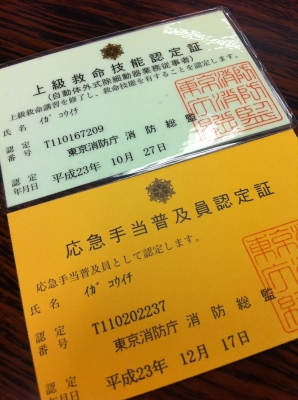 上級救命技能認定証
(自動体外式除細動器業務従事者)
上級救命講習を修了し、救命技能を有することを認定します。
氏名 イガ コウイチ
認定番号 T110167209
東京消防庁 消防総監
認定年月日 平成23年 10月 27日
応急手当普及員認定証
応急手当普及員として認定します。
氏名 イガ コウイチ
認定番号 T110202237
東京消防庁 消防総監
認定年月日 平成23年 12月 17日